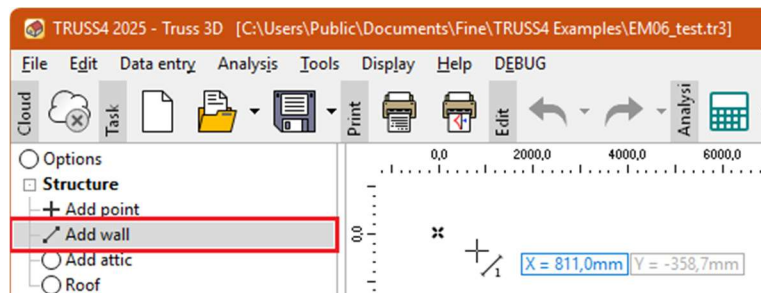 TRUSS4 2025 - Truss 3D [C:\Users\Public\Documents\Fine\TRUSS4 Examples\EM06_test.tr3]
File Edit Data entry Analysis Tools Display Help DEBUG
Cloud Task Print Edit Analysi
Options
Structure
Add point
Add wall
Add attic
Roof
0,0 2000,0 4000,0 6000,0
0,0
1
X = 811,0mm Y = -358,7mm